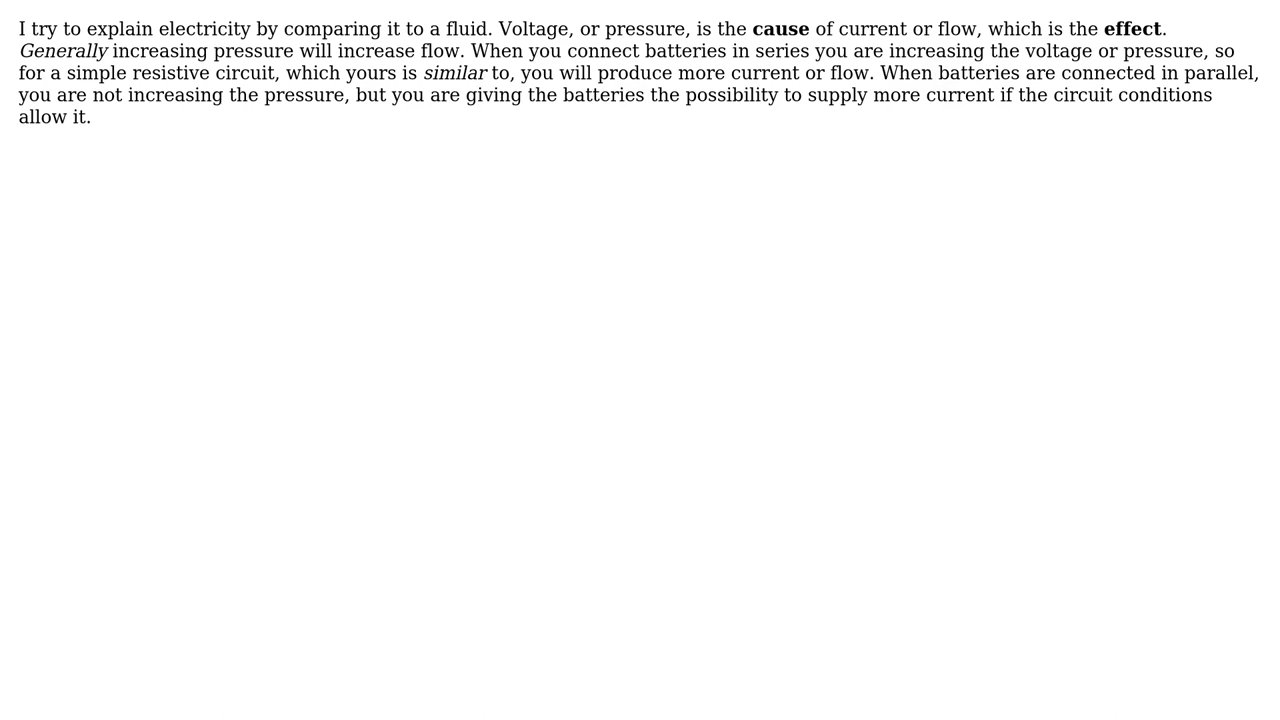 I try to explain electricity by comparing it to a fluid. Voltage, or pressure, is the cause of current or flow, which is the effect.
Generally increasing pressure will increase flow. When you connect batteries in series you are increasing the voltage or pressure, so
for a simple resistive circuit, which yours is similar to, you will produce more current or flow. When batteries are connected in parallel,
you are not increasing the pressure, but you are giving the batteries the possibility to supply more current if the circuit conditions
allow it.